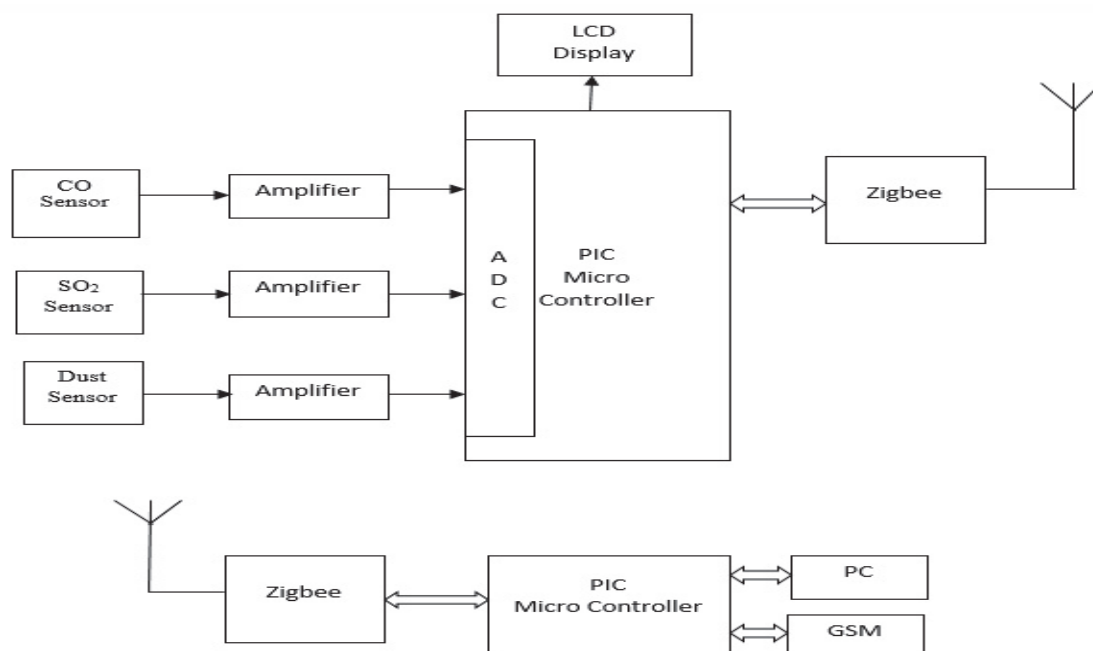 LCD
Display
CO
Sensor
Amplifier
SO₂
Sensor
Amplifier
Dust
Sensor
Amplifier
A
D
C
PIC
Micro
Controller
Zigbee
Zigbee
PIC
Micro Controller
PC
GSM